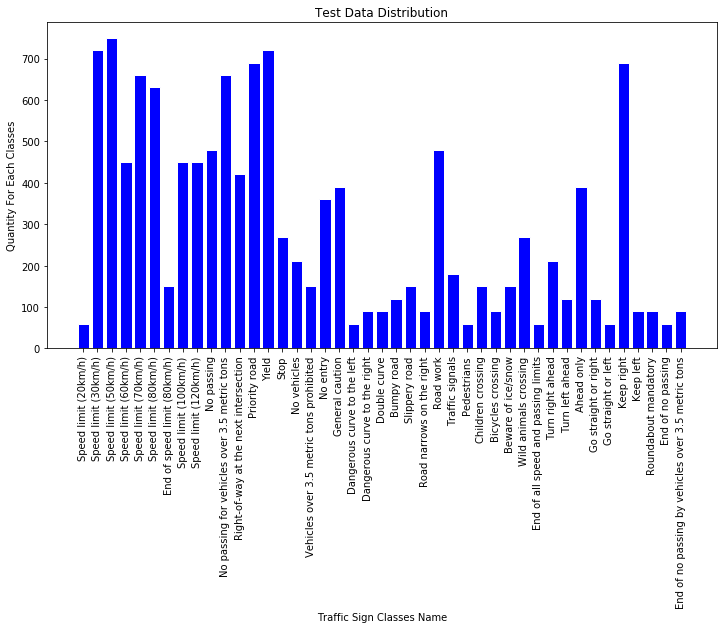 Test Data Distribution
Quantity For Each Classes
700
600
500
400
300
200
100
0
Speed limit (20km/h)
Speed limit (30km/h)
Speed limit (50km/h)
Speed limit (60km/h)
Speed limit (70km/h)
Speed limit (80km/h)
End of speed limit (80km/h)
Speed limit (100km/h)
Speed limit (120km/h)
No passing
No passing for vehicles over 3.5 metric tons
Right-of-way at the next intersection
Priority road
Yield
Stop
No vehicles
Vehicles over 3.5 metric tons prohibited
No entry
General caution
Dangerous curve to the left
Dangerous curve to the right
Double curve
Bumpy road
Slippery road
Road narrows on the right
Road work
Traffic signals
Pedestrians
Children crossing
Bicycles crossing
Beware of ice/snow
Wild animals crossing
End of all speed and passing limits
Turn right ahead
Turn left ahead
Ahead only
Go straight or right
Go straight or left
Keep right
Keep left
Roundabout mandatory
End of no passing
End of no passing by vehicles over 3.5 metric tons
Traffic Sign Classes Name